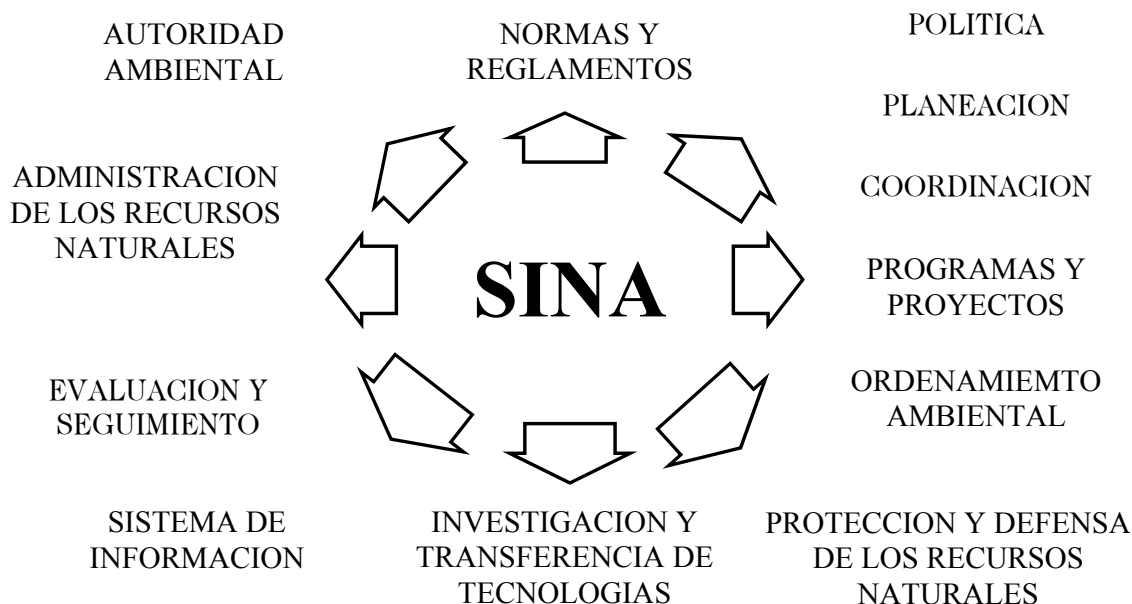 AUTORIDAD
AMBIENTAL
NORMAS Y
REGLAMENTOS
POLITICA
PLANEACION
COORDINACION
PROGRAMAS Y
PROYECTOS
ORDENAMIEMTO
AMBIENTAL
PROTECCION Y DEFENSA
DE LOS RECURSOS
NATURALES
INVESTIGACION Y
TRANSFERENCIA DE
TECNOLOGIAS
SISTEMA DE
INFORMACION
EVALUACION Y
SEGUIMIENTO
ADMINISTRACION
DE LOS RECURSOS
NATURALES
SINA